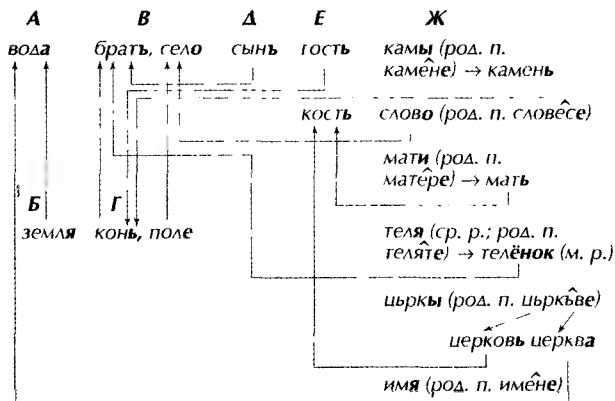 А В Д Е Ж
вода братъ, село сынъ гость камы (род. п.
камене) → камень
кость слово (род. п. словесе)
мати (род. п.
матере) → мать
Б Г
земля конь, поле теля (ср. р.; род. п.
теляте) → телёнок (м. р.)
цьркы (род. п. цьркъве)
церковь церква
имя (род. п. имене)